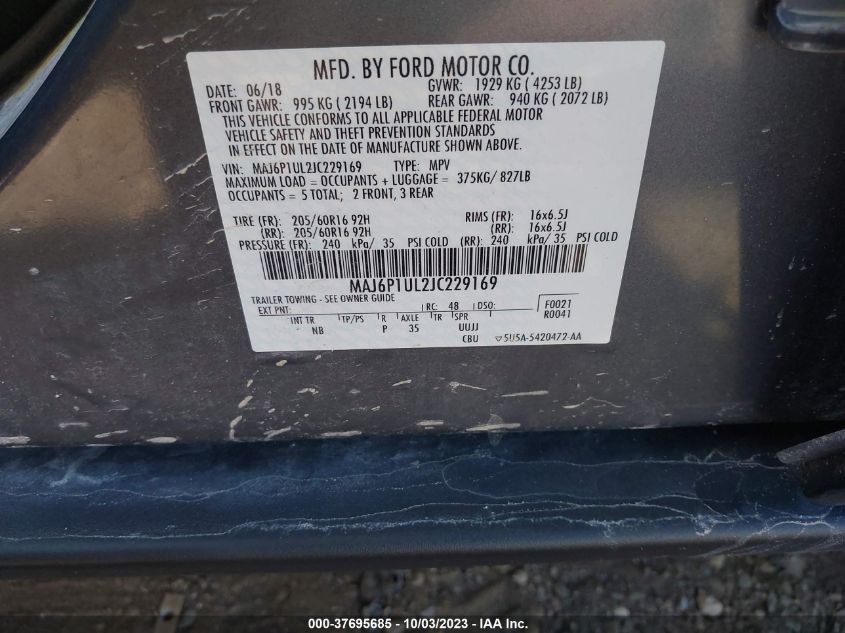 MFD. BY FORD MOTOR CO.
DATE: 06/18 GVWR: 1929 KG ( 4253 LB)
FRONT GAWR: 995 KG ( 2194 LB) REAR GAWR: 940 KG ( 2072 LB)
THIS VEHICLE CONFORMS TO ALL APPLICABLE FEDERAL MOTOR
VEHICLE SAFETY AND THEFT PREVENTION STANDARDS
IN EFFECT ON THE DATE OF MANUFACTURE SHOWN ABOVE.
VIN: MAJ6P1UL2JC229169 TYPE: MPV
MAXIMUM LOAD = OCCUPANTS + LUGGAGE = 375KG/ 827LB
OCCUPANTS = 5 TOTAL; 2 FRONT, 3 REAR
TIRE (FR): 205/60R16 92H RIMS (FR): 16x6.5J
(RR): 205/60R16 92H (RR): 16x6.5J
PRESSURE (FR): 240 kPa/ 35 PSI COLD (RR): 240 kPa/ 35 PSI COLD
MAJ6P1UL2JC229169
TRAILER TOWING - SEE OWNER GUIDE
EXT PNT: RC: 48 DSO: F0021
R0041
INT TR TP/PS R AXLE TR SPR
NB P 35 UUJJ
CBU 5U5A-5420472-AA
000-37695685 - 10/03/2023 - IAA Inc.